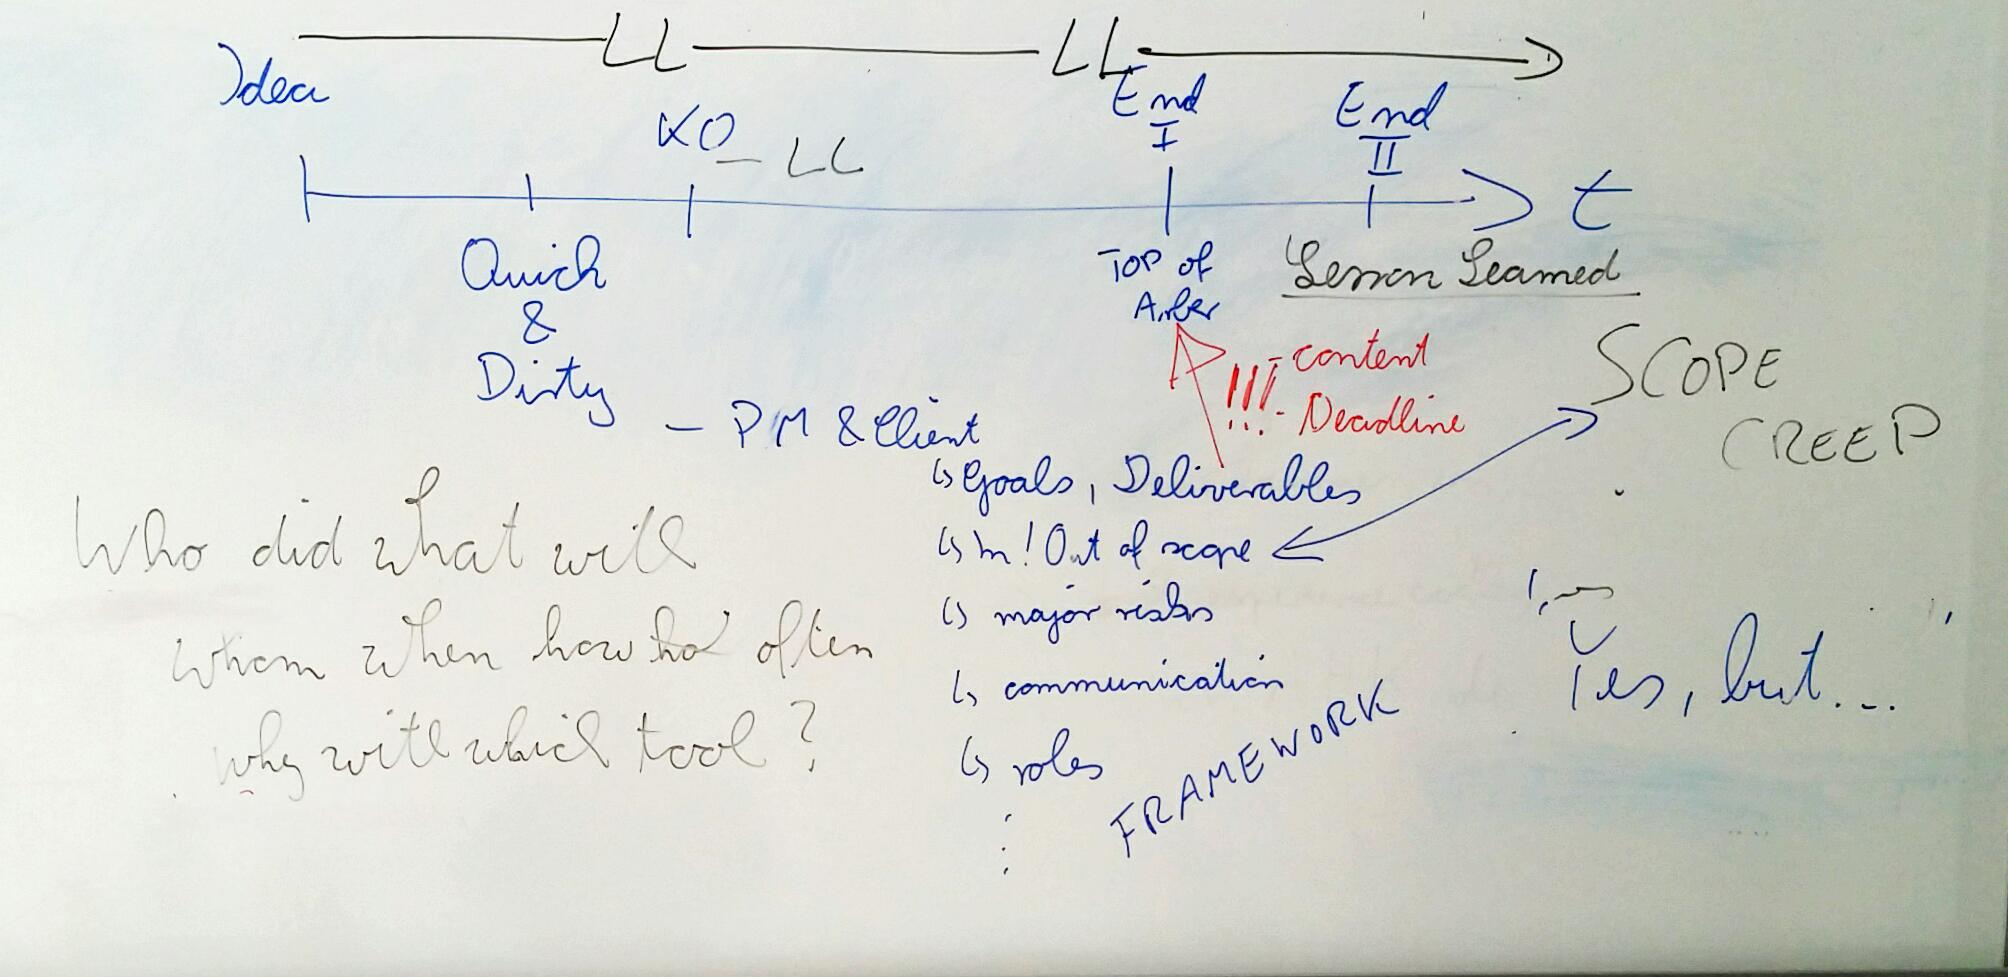 LL LL
Idea
End
I
End
II
KO - LL
t
Quick
&
Dirty
TOP of
Lesson Learned
!!! - content
- Deadline
SCOPE
CREEP
- PM & Client
↳ Goals, Deliverables
↳ In! Out of scope
↳ major risks
↳ communication
↳ roles
⋮
FRAMEWORK
Who did what with
whom when how how often
why with which tool?
Yes, but...